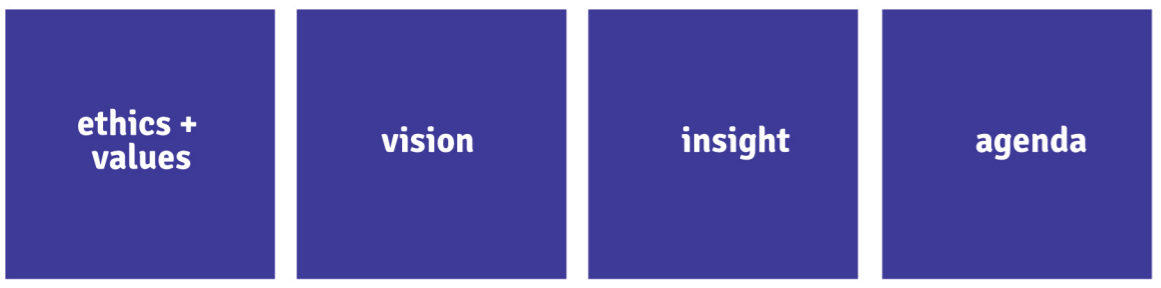 ethics +
values
vision
insight
agenda